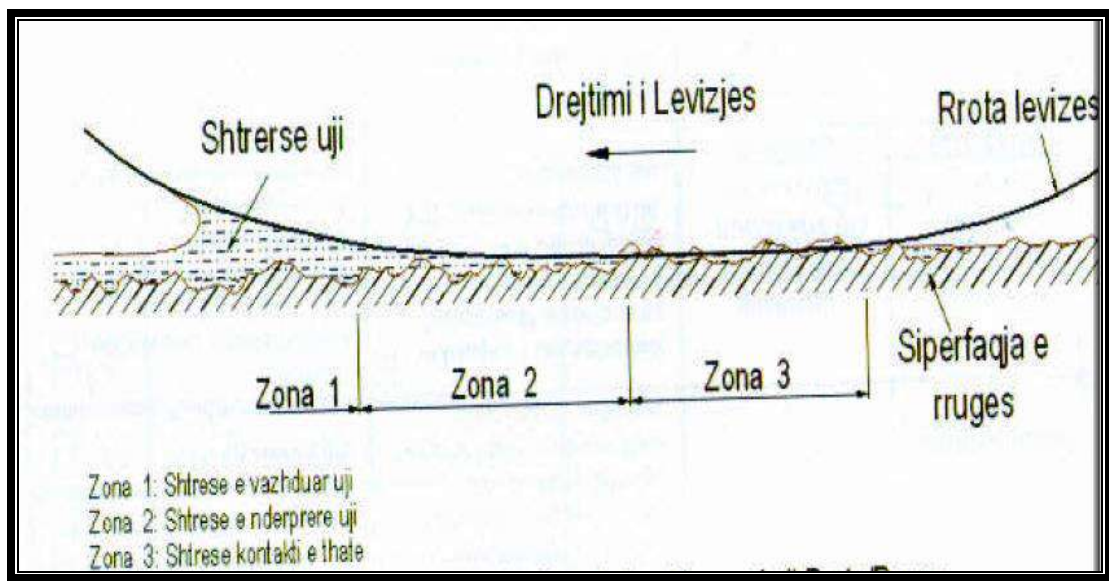 Drejtimi i Levizjes
Rrota levizes
Shtrerse uji
Siperfaqja e
rruges
Zona 1
Zona 2
Zona 3
Zona 1: Shtrese e vazhduar uji
Zona 2: Shtrese e nderprere uji
Zona 3: Shtrese kontakti e thate